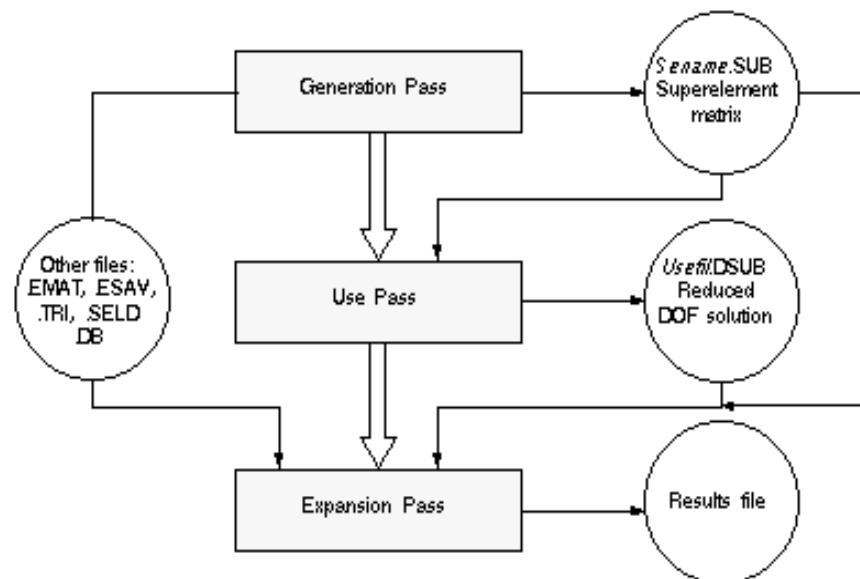 Generation Pass
Sename.SUB
Superelement
matrix
Other files:
.EMAT, .ESAV,
.TRI, .SELD
.DB
Use Pass
Usefil.DSUB
Reduced
DOF solution
Expansion Pass
Results file